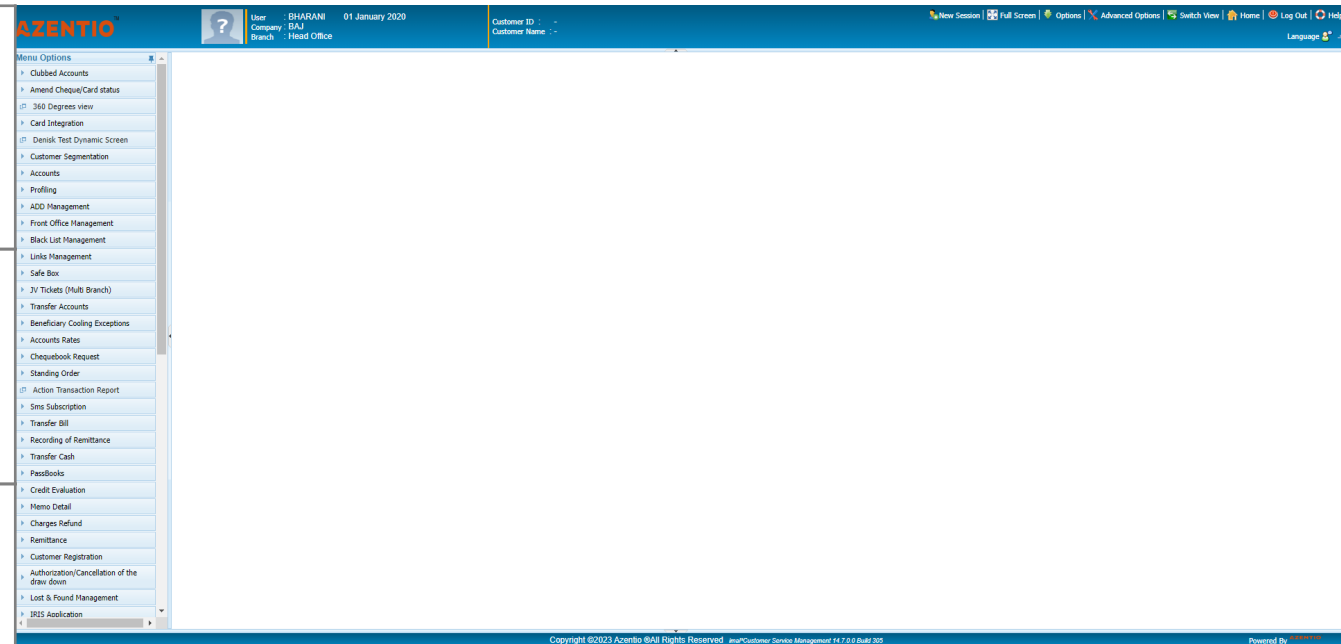 AZENTIO™
User : BHARANI 01 January 2020
Company : BAJ
Branch : Head Office
Customer ID : -
Customer Name : -
New Session | Full Screen | Options | Advanced Options | Switch View | Home | Log Out | Help
Language
Menu Options
Clubbed Accounts
Amend Cheque/Card status
360 Degrees view
Card Integration
Denisk Test Dynamic Screen
Customer Segmentation
Accounts
Profiling
ADD Management
Front Office Management
Black List Management
Links Management
Safe Box
JV Tickets (Multi Branch)
Transfer Accounts
Beneficiary Cooling Exceptions
Accounts Rates
Chequebook Request
Standing Order
Action Transaction Report
Sms Subscription
Transfer Bill
Recording of Remittance
Transfer Cash
PassBooks
Credit Evaluation
Memo Detail
Charges Refund
Remittance
Customer Registration
Authorization/Cancellation of the
draw down
Lost & Found Management
IRIS Application
Copyright ©2023 Azentio ®All Rights Reserved imal®Customer Service Management 14.7.0.0 Build 305
Powered By AZENTIO